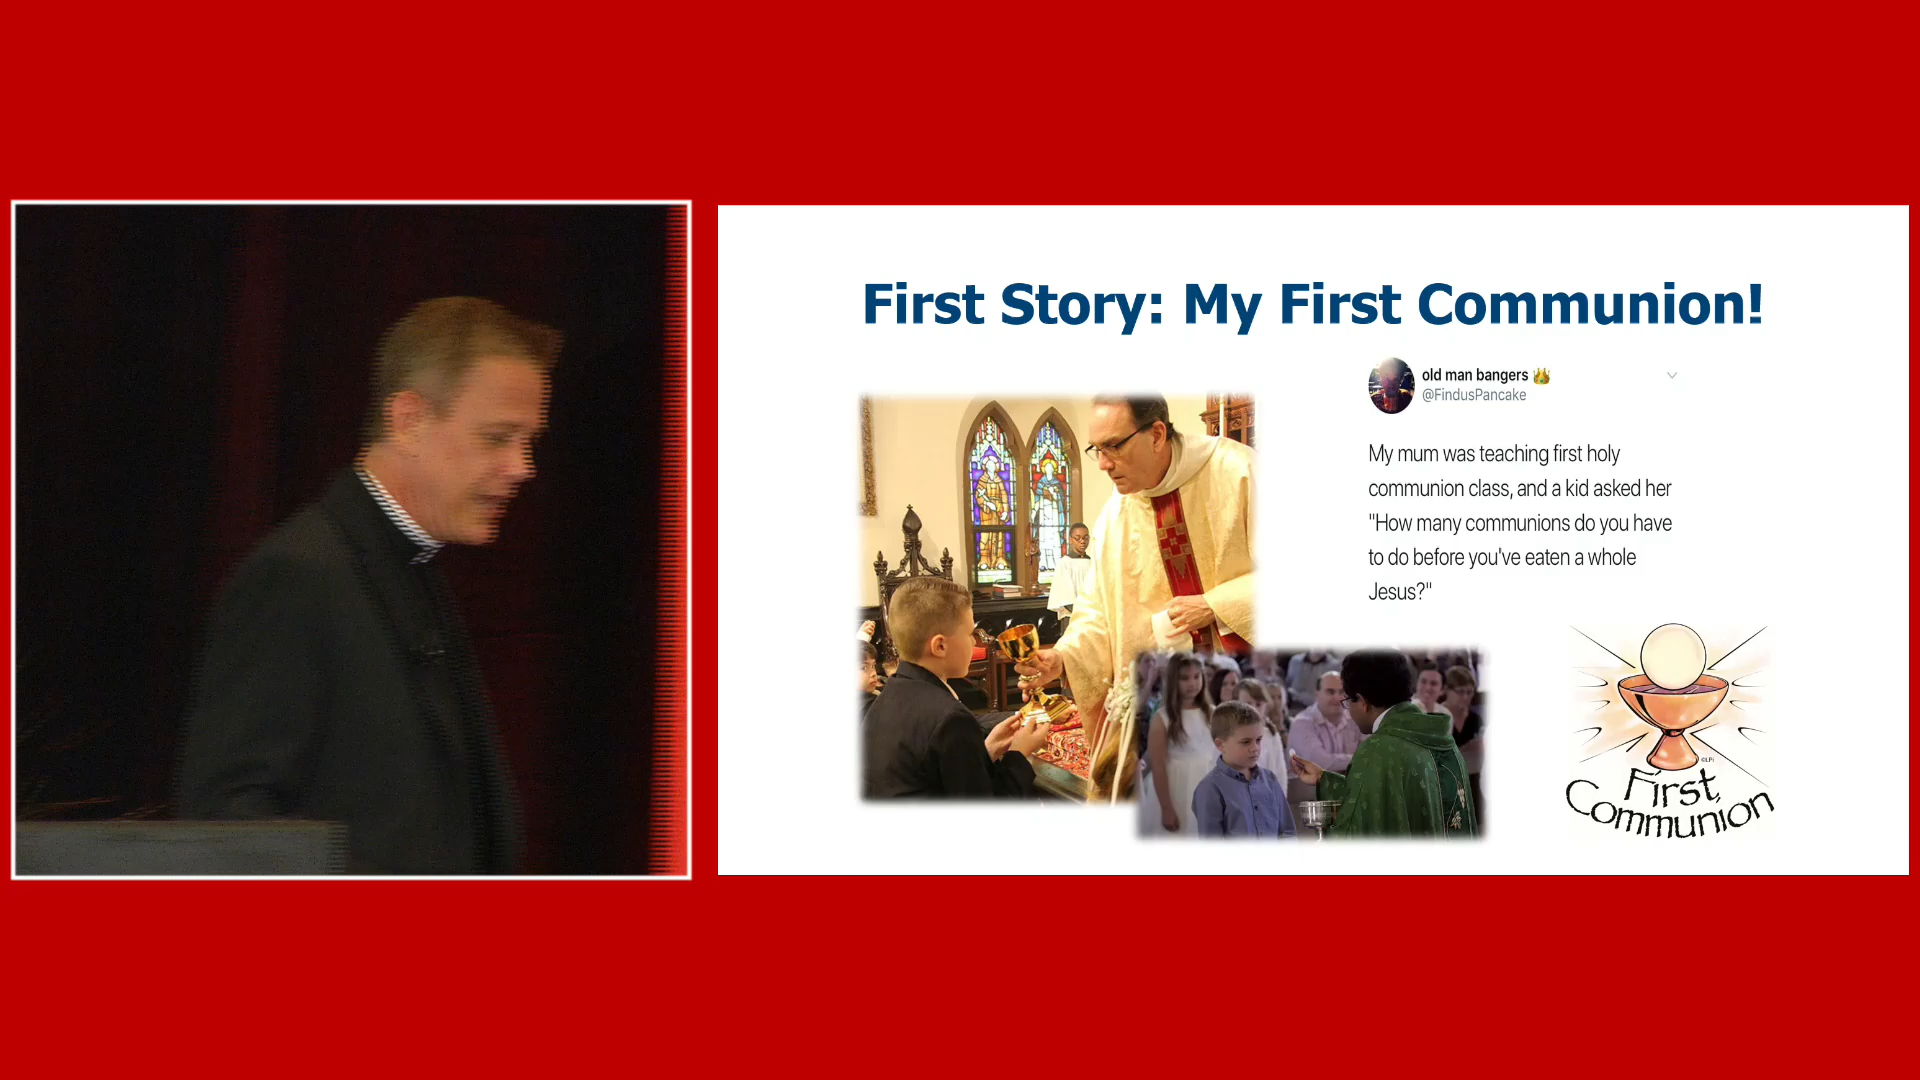 First Story: My First Communion!
old man bangers 👑
@FindusPancake
My mum was teaching first holy
communion class, and a kid asked her
"How many communions do you have
to do before you've eaten a whole
Jesus?"
©LPi
First
Communion